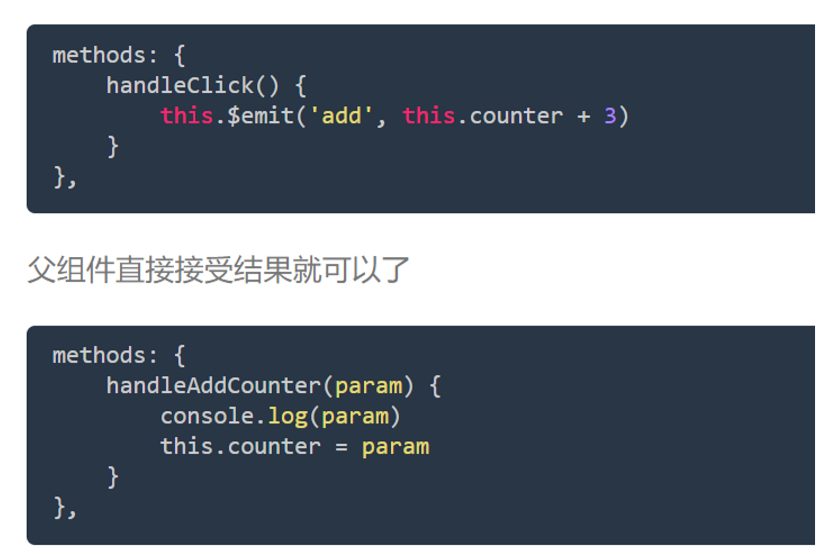 methods: {
    handleClick() {
        this.$emit('add', this.counter + 3)
    }
},
父组件直接接受结果就可以了
methods: {
    handleAddCounter(param) {
        console.log(param)
        this.counter = param
    }
},